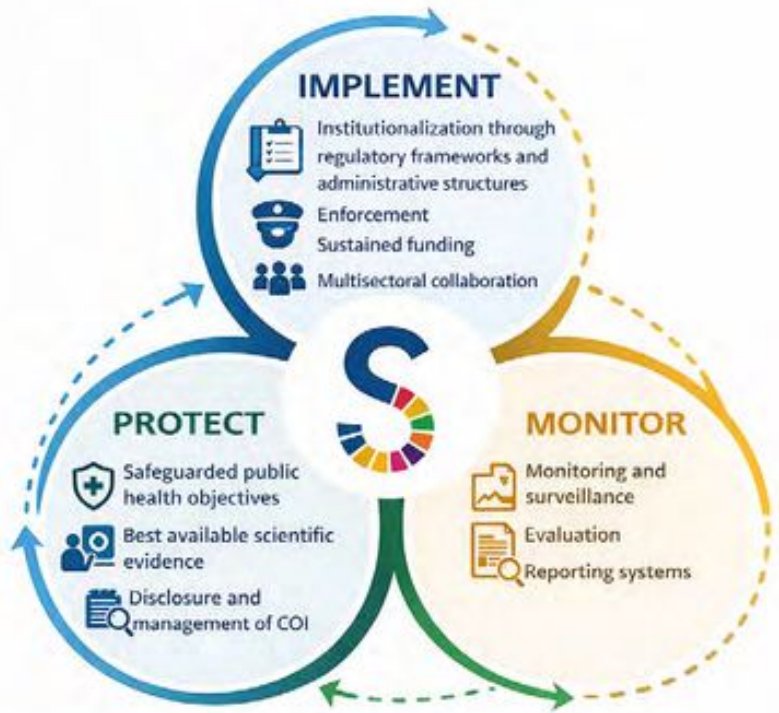 IMPLEMENT
Institutionalization through
regulatory frameworks and
administrative structures
Enforcement
Sustained funding
Multisectoral collaboration
S
PROTECT
Safeguarded public
health objectives
Best available scientific
evidence
Disclosure and
management of COI
MONITOR
Monitoring and
surveillance
Evaluation
Reporting systems